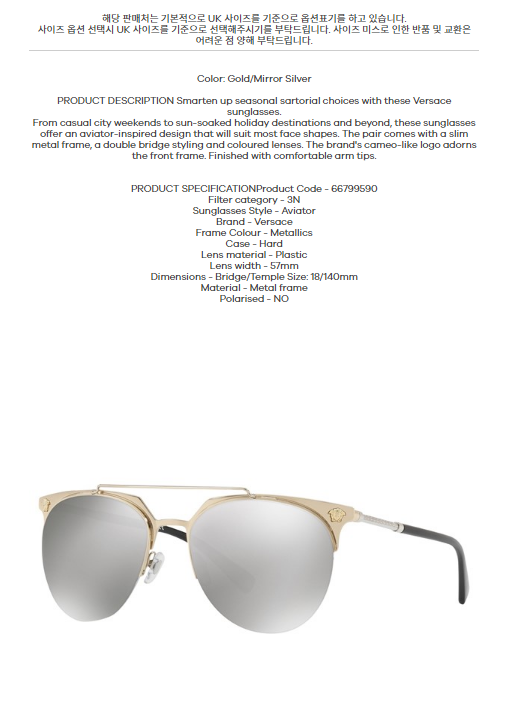 해당 판매처는 기본적으로 UK 사이즈를 기준으로 옵션표기를 하고 있습니다.
사이즈 옵션 선택시 UK 사이즈를 기준으로 선택해주시기를 부탁드립니다. 사이즈 미스로 인한 반품 및 교환은
어려운 점 양해 부탁드립니다.
Color: Gold/Mirror Silver
PRODUCT DESCRIPTION Smarten up seasonal sartorial choices with these Versace
sunglasses.
From casual city weekends to sun-soaked holiday destinations and beyond, these sunglasses
offer an aviator-inspired design that will suit most face shapes. The pair comes with a slim
metal frame, a double bridge styling and coloured lenses. The brand's cameo-like logo adorns
the front frame. Finished with comfortable arm tips.
PRODUCT SPECIFICATIONProduct Code - 66799590
Filter category - 3N
Sunglasses Style - Aviator
Brand - Versace
Frame Colour - Metallics
Case - Hard
Lens material - Plastic
Lens width - 57mm
Dimensions - Bridge/Temple Size: 18/140mm
Material - Metal frame
Polarised - NO